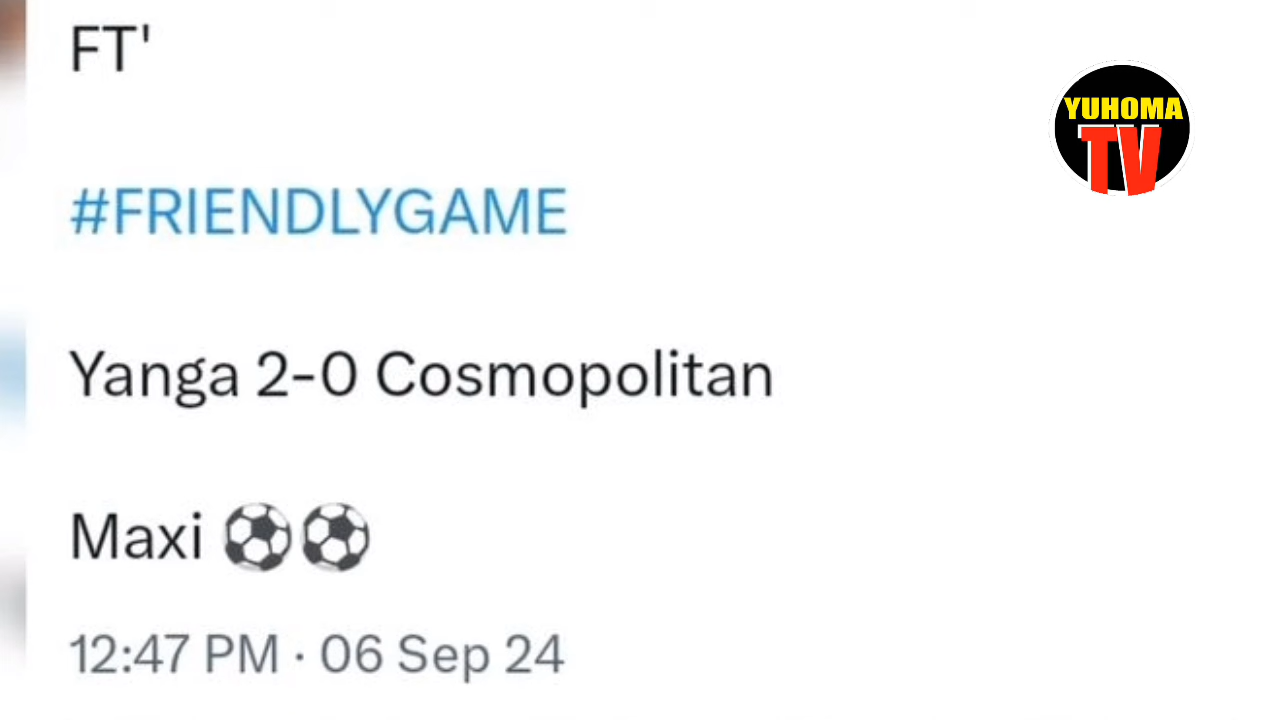 FT'
YUHOMA
TV
#FRIENDLYGAME
Yanga 2-0 Cosmopolitan
Maxi ⚽⚽
12:47 PM · 06 Sep 24